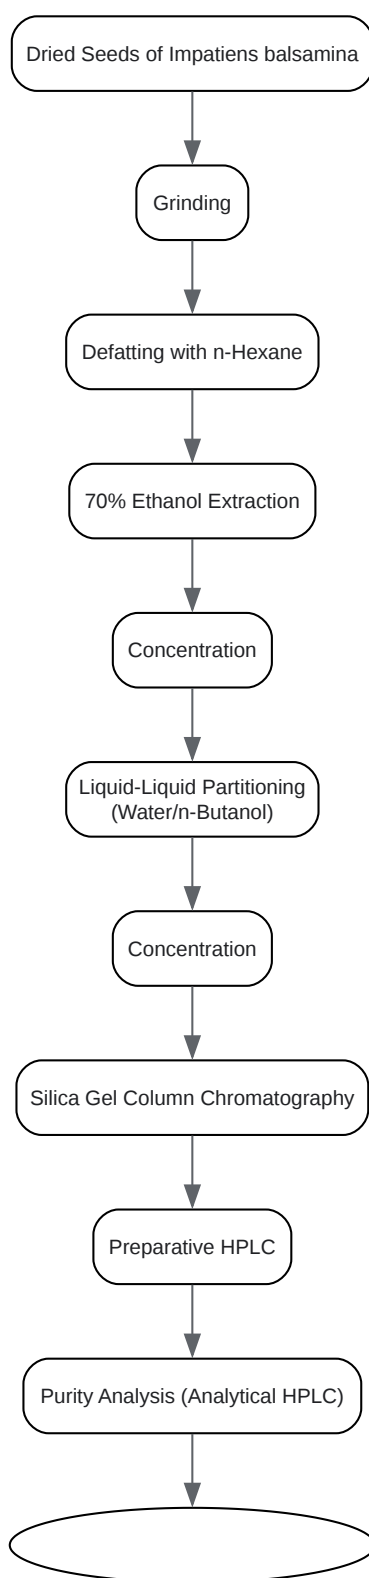 Dried Seeds of Impatiens balsamina
Grinding
Defatting with n-Hexane
70% Ethanol Extraction
Concentration
Liquid-Liquid Partitioning
(Water/n-Butanol)
Concentration
Silica Gel Column Chromatography
Preparative HPLC
Purity Analysis (Analytical HPLC)